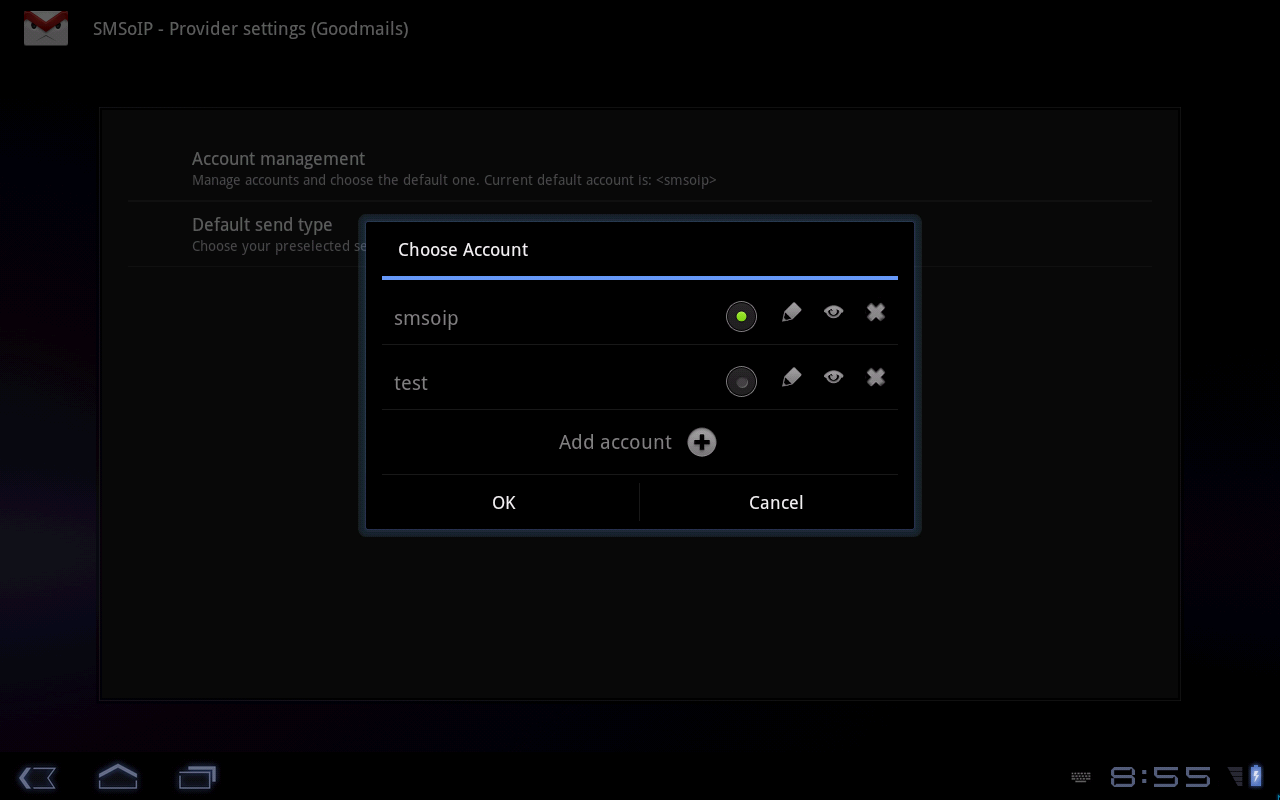 SMSoIP - Provider settings (Goodmails)
Account management
Manage accounts and choose the default one. Current default account is: <smsoip>
Default send type
Choose your preselected se
Choose Account
smsoip
test
Add account
OK
Cancel
8:55